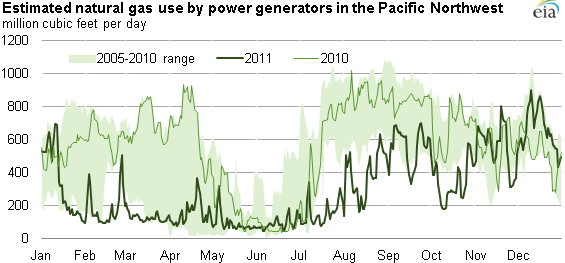 Estimated natural gas use by power generators in the Pacific Northwest
million cubic feet per day
eia
2005-2010 range 2011 2010
1200
1000
800
600
400
200
0
Jan Feb Mar Apr May Jun Jul Aug Sep Oct Nov Dec